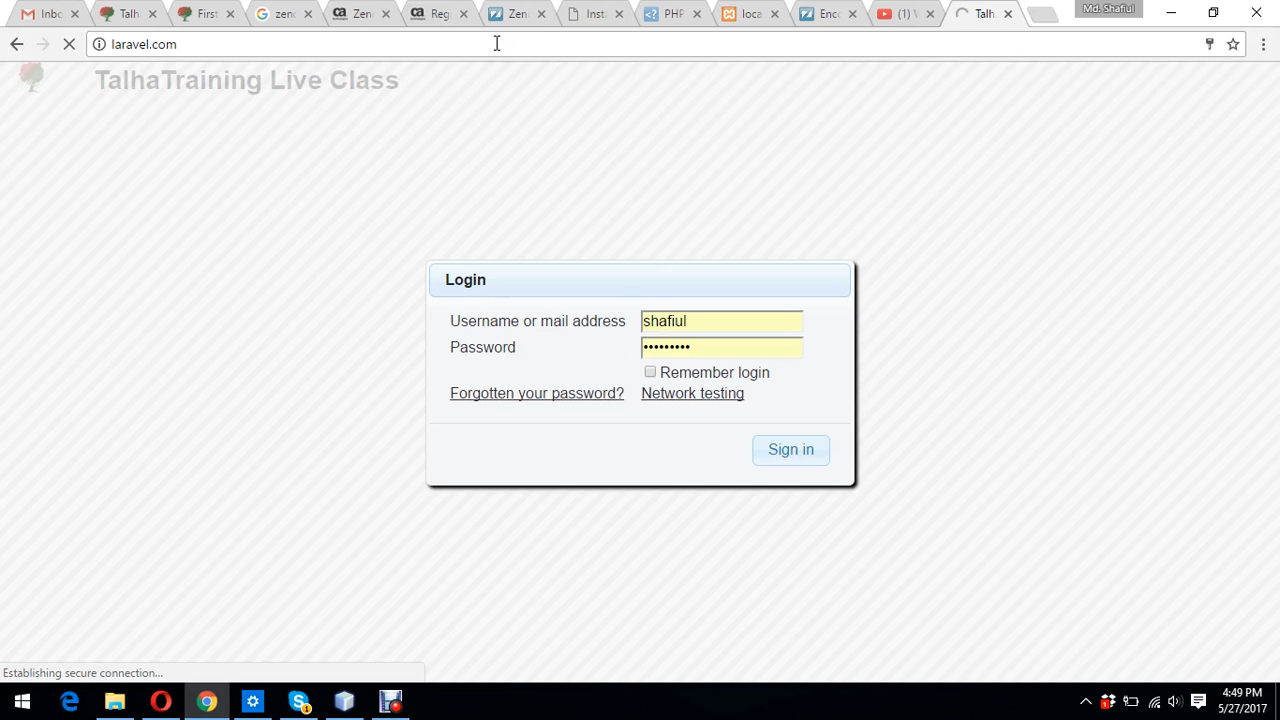 Inbo
Talh
First
zend
Zen
Reg
Zen
Inst
PHP
loca
Enc
(1) V
Talh
Md. Shafiul
laravel.com
TalhaTraining Live Class
Login
Username or mail address
shafiul
Password
•••••••••
Remember login
Forgotten your password?
Network testing
Sign in
Establishing secure connection...
4:49 PM
5/27/2017